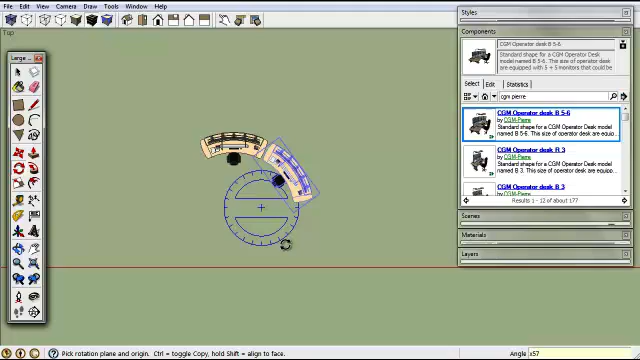 File Edit View Camera Draw Tools Window Help
Top
Large ...
Styles
Components
CGM Operator desk B 5-6
Standard shape for a CGM Operator Desk model named B 5-6. This size of operator desk are equipped with 5 + 5 monitors that could be
Select Edit Statistics
cgm pierre
CGM Operator desk B 5-6
by CGM-Pierre
Standard shape for a CGM Operator Desk model named B 5-6. This size of operator desk are equip...
CGM Operator desk R 3
by CGM-Pierre
Standard shape for a CGM Operator Desk model named B 3. This size of operator desk are equipp...
CGM Operator desk B 3
Results 1 - 12 of about 177
Scenes
Materials
Layers
Pick rotation plane and origin. Ctrl = toggle Copy, hold Shift = align to face.
Angle x57